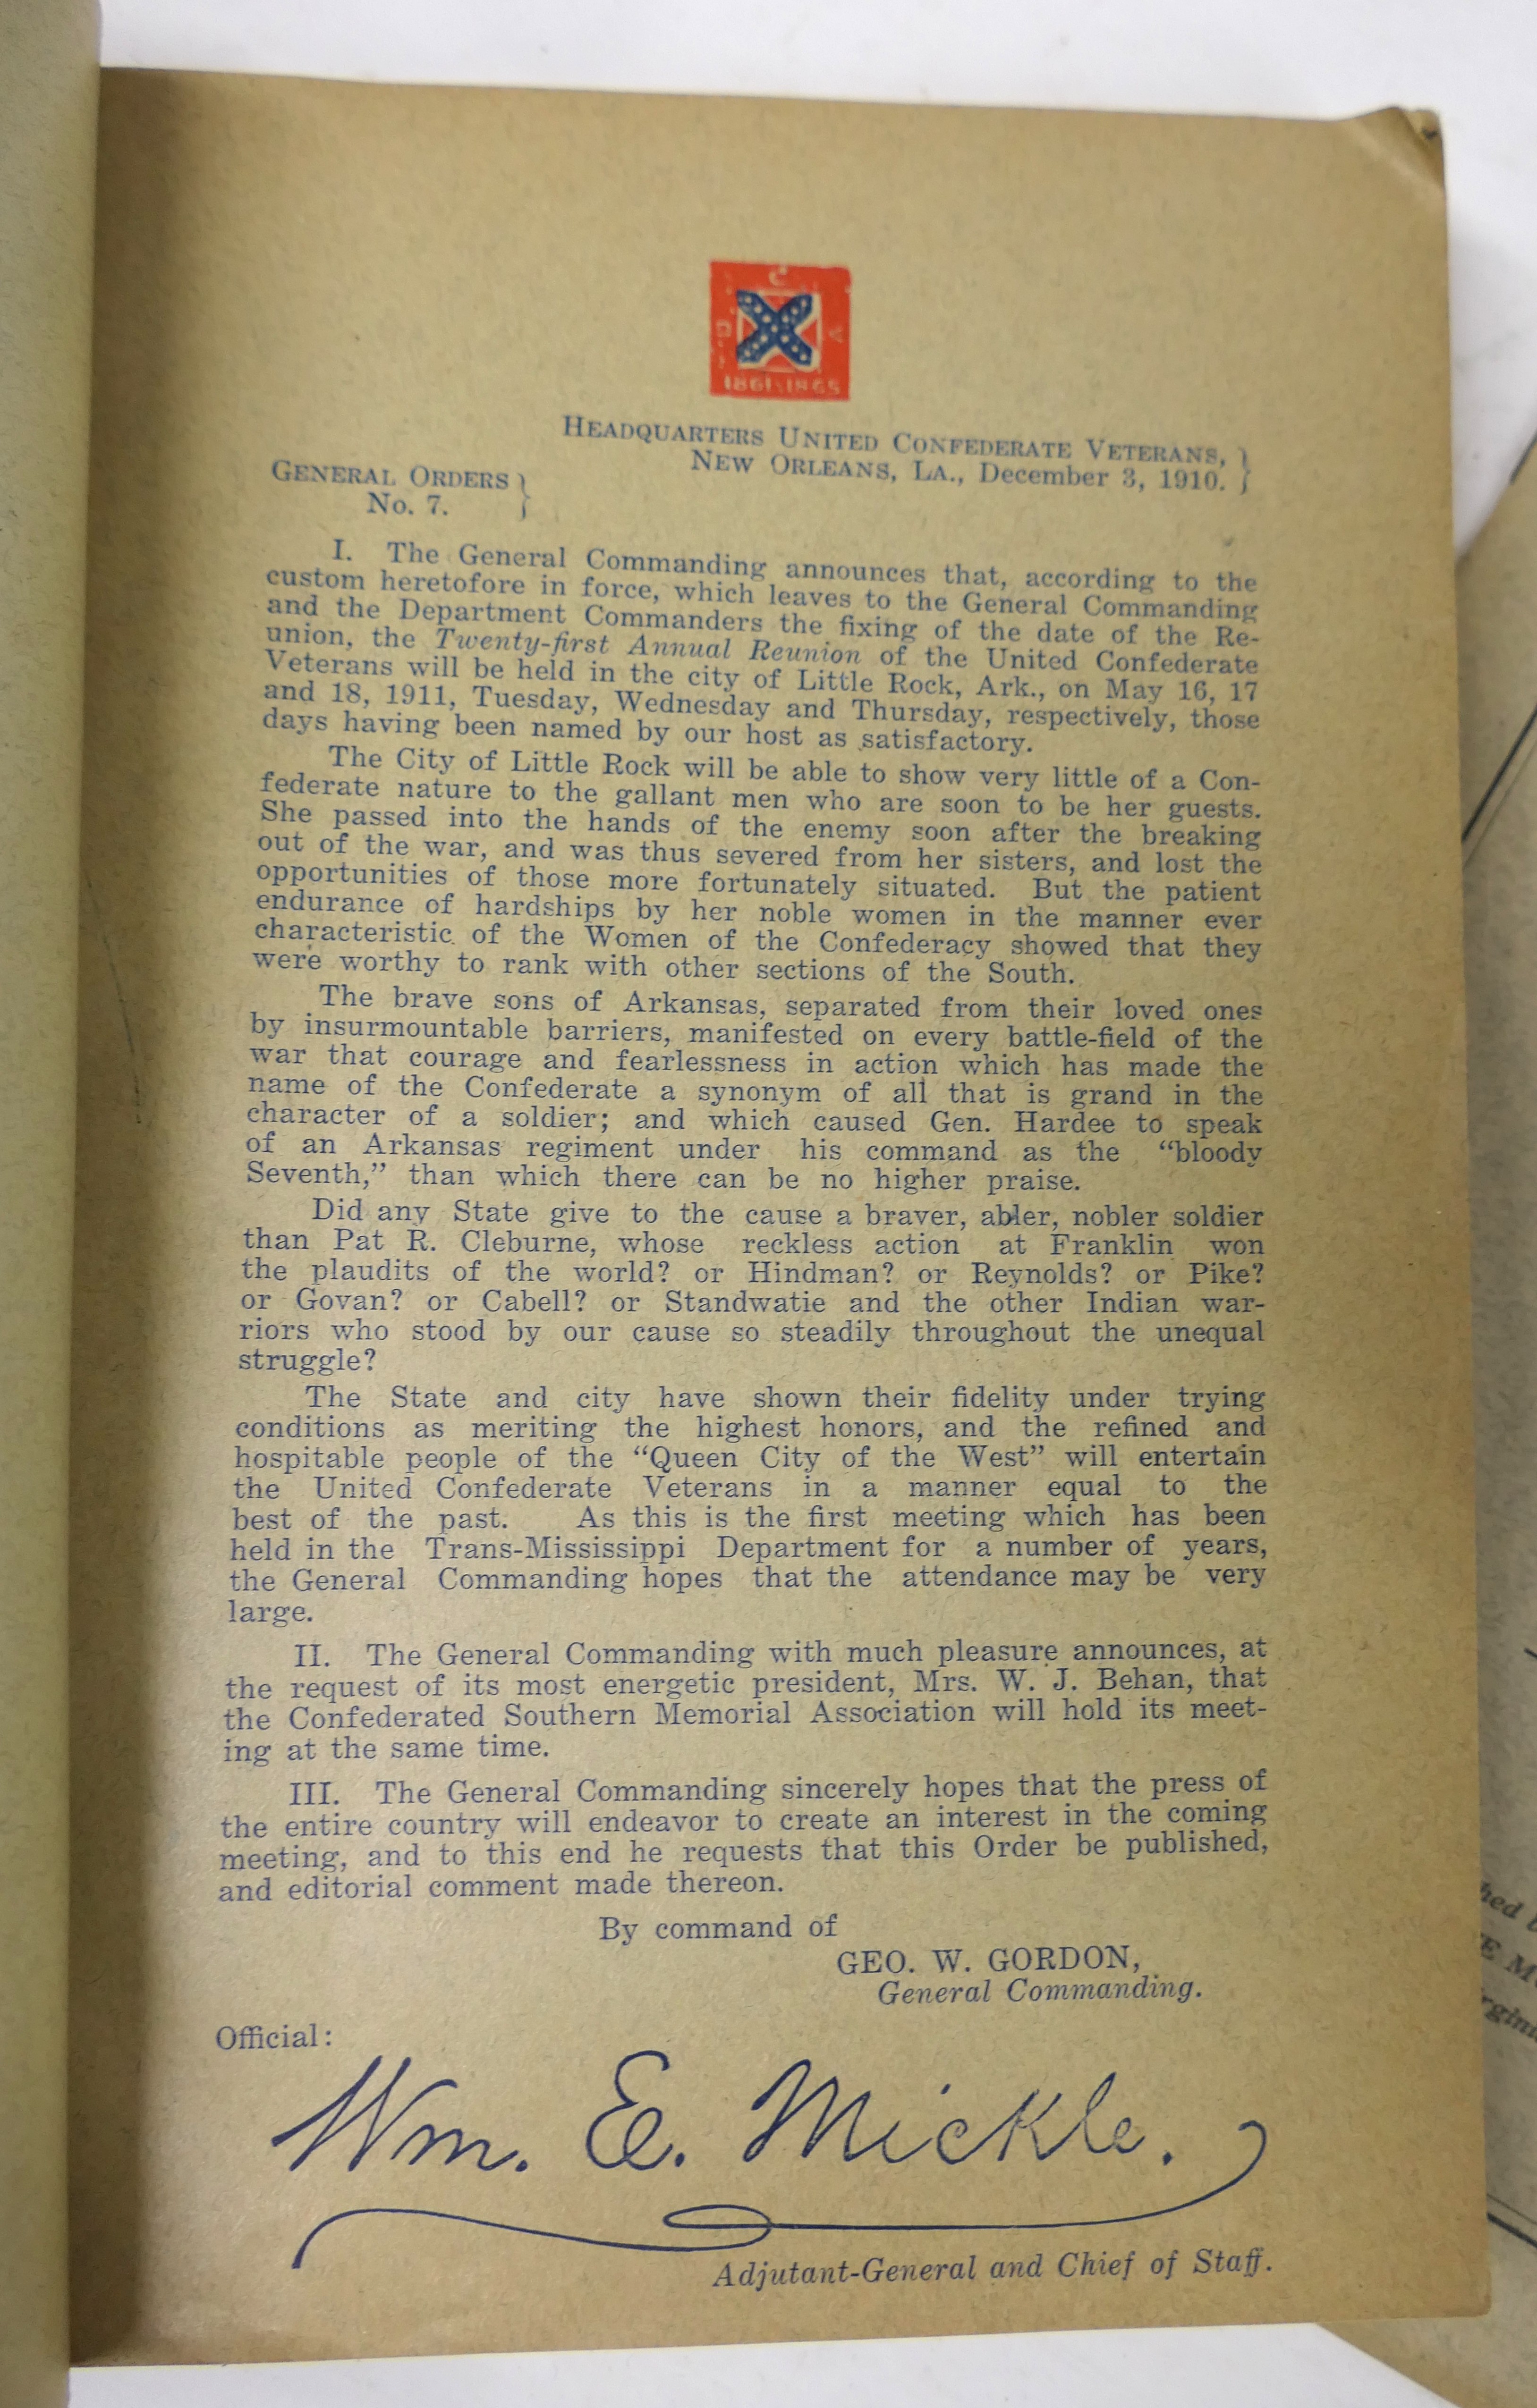 C
U V
1861 1865
HEADQUARTERS UNITED CONFEDERATE VETERANS,
NEW ORLEANS, LA., December 3, 1910.
GENERAL ORDERS
No. 7.
I. The General Commanding announces that, according to the
custom heretofore in force, which leaves to the General Commanding
and the Department Commanders the fixing of the date of the Re-
union, the Twenty-first Annual Reunion of the United Confederate
Veterans will be held in the city of Little Rock, Ark., on May 16, 17
and 18, 1911, Tuesday, Wednesday and Thursday, respectively, those
days having been named by our host as satisfactory.
The City of Little Rock will be able to show very little of a Con-
federate nature to the gallant men who are soon to be her guests.
She passed into the hands of the enemy soon after the breaking
out of the war, and was thus severed from her sisters, and lost the
opportunities of those more fortunately situated. But the patient
endurance of hardships by her noble women in the manner ever
characteristic of the Women of the Confederacy showed that they
were worthy to rank with other sections of the South.
The brave sons of Arkansas, separated from their loved ones
by insurmountable barriers, manifested on every battle-field of the
war that courage and fearlessness in action which has made the
name of the Confederate a synonym of all that is grand in the
character of a soldier; and which caused Gen. Hardee to speak
of an Arkansas regiment under his command as the "bloody
Seventh," than which there can be no higher praise.
Did any State give to the cause a braver, abler, nobler soldier
than Pat R. Cleburne, whose reckless action at Franklin won
the plaudits of the world? or Hindman? or Reynolds? or Pike?
or Govan? or Cabell? or Standwatie and the other Indian war-
riors who stood by our cause so steadily throughout the unequal
struggle?
The State and city have shown their fidelity under trying
conditions as meriting the highest honors, and the refined and
hospitable people of the "Queen City of the West" will entertain
the United Confederate Veterans in a manner equal to the
best of the past. As this is the first meeting which has been
held in the Trans-Mississippi Department for a number of years,
the General Commanding hopes that the attendance may be very
large.
II. The General Commanding with much pleasure announces, at
the request of its most energetic president, Mrs. W. J. Behan, that
the Confederated Southern Memorial Association will hold its meet-
ing at the same time.
III. The General Commanding sincerely hopes that the press of
the entire country will endeavor to create an interest in the coming
meeting, and to this end he requests that this Order be published,
and editorial comment made thereon.
By command of
GEO. W. GORDON,
General Commanding.
Official:
Wm. E. Mickle.
Adjutant-General and Chief of Staff.